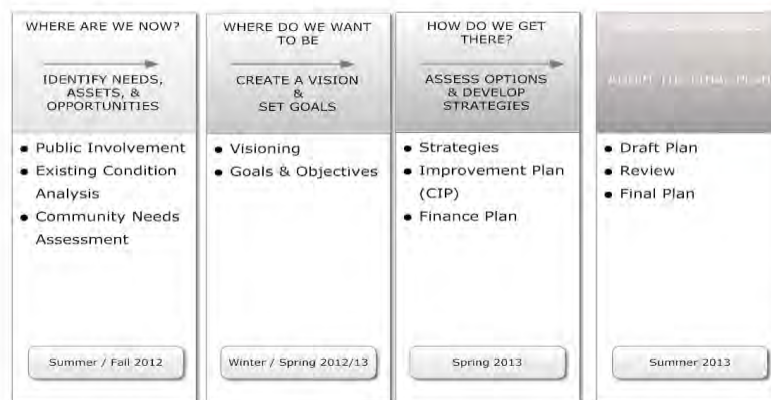 WHERE ARE WE NOW?
IDENTIFY NEEDS,
ASSETS, &
OPPORTUNITIES
• Public Involvement
• Existing Condition
Analysis
• Community Needs
Assessment
Summer / Fall 2012
WHERE DO WE WANT
TO BE
CREATE A VISION
&
SET GOALS
• Visioning
• Goals & Objectives
Winter / Spring 2012/13
HOW DO WE GET
THERE?
ASSESS OPTIONS
& DEVELOP
STRATEGIES
• Strategies
• Improvement Plan
(CIP)
• Finance Plan
Spring 2013
• Draft Plan
• Review
• Final Plan
Summer 2013